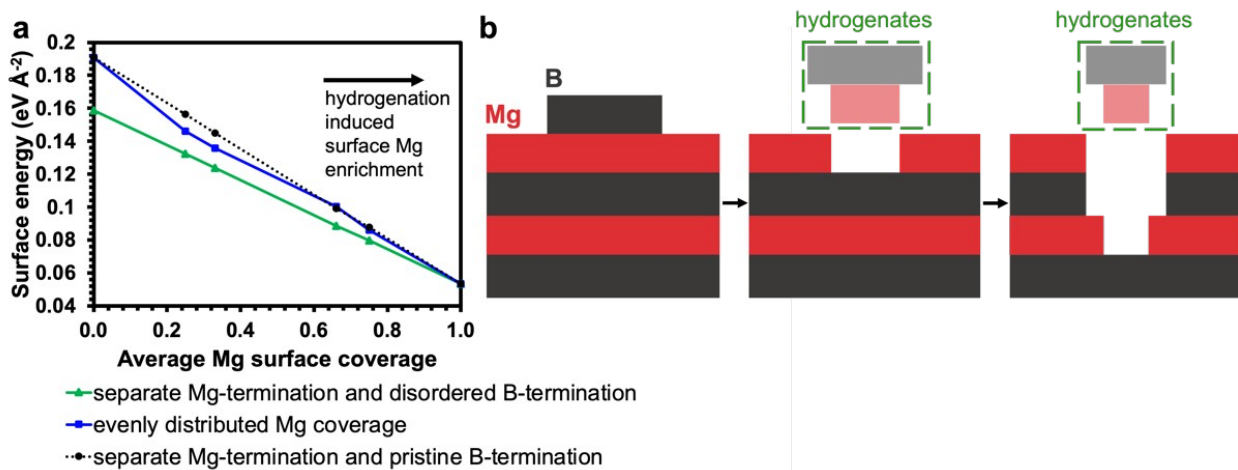 a
0.2
0.18
0.16
0.14
0.12
0.1
0.08
0.06
0.04
Surface energy (eV Å⁻²)
hydrogenation
induced
surface Mg
enrichment
0.0 0.2 0.4 0.6 0.8 1.0
Average Mg surface coverage
separate Mg-termination and disordered B-termination
evenly distributed Mg coverage
separate Mg-termination and pristine B-termination
b
B
Mg
hydrogenates
hydrogenates